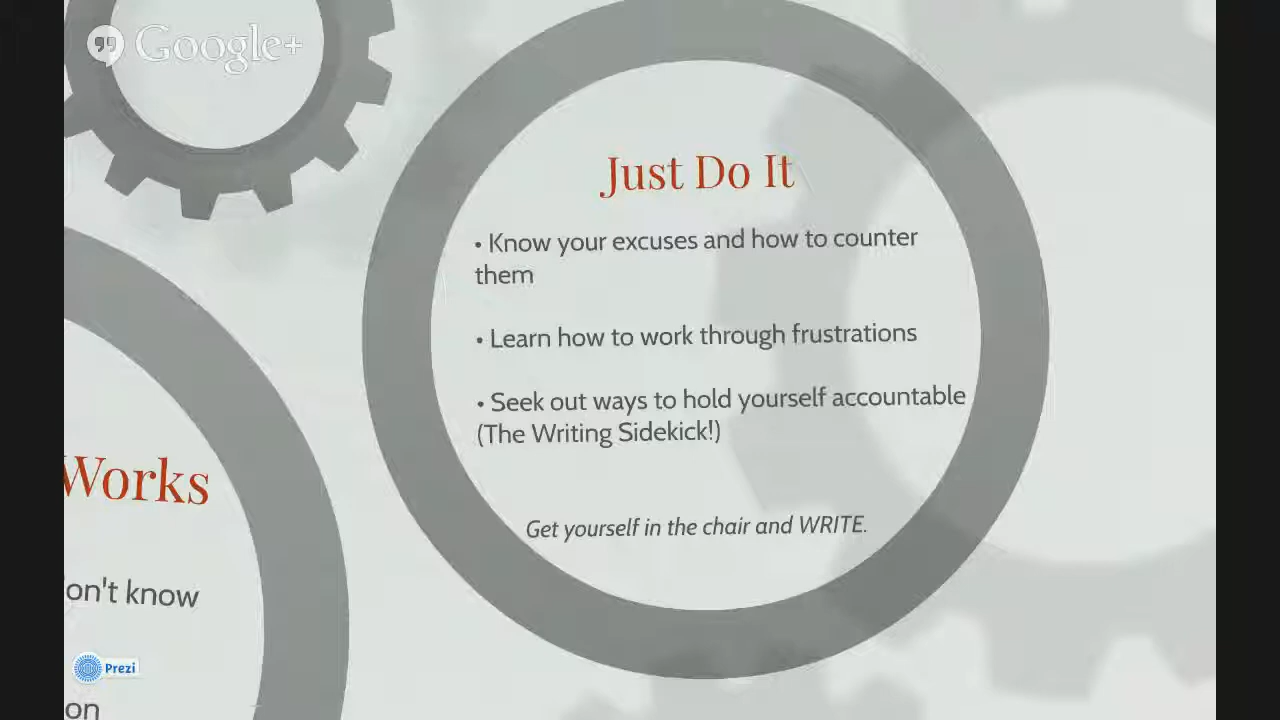 Google+
Just Do It
• Know your excuses and how to counter
them
• Learn how to work through frustrations
• Seek out ways to hold yourself accountable
(The Writing Sidekick!)
Get yourself in the chair and WRITE.
Works
on't know
Prezi
on